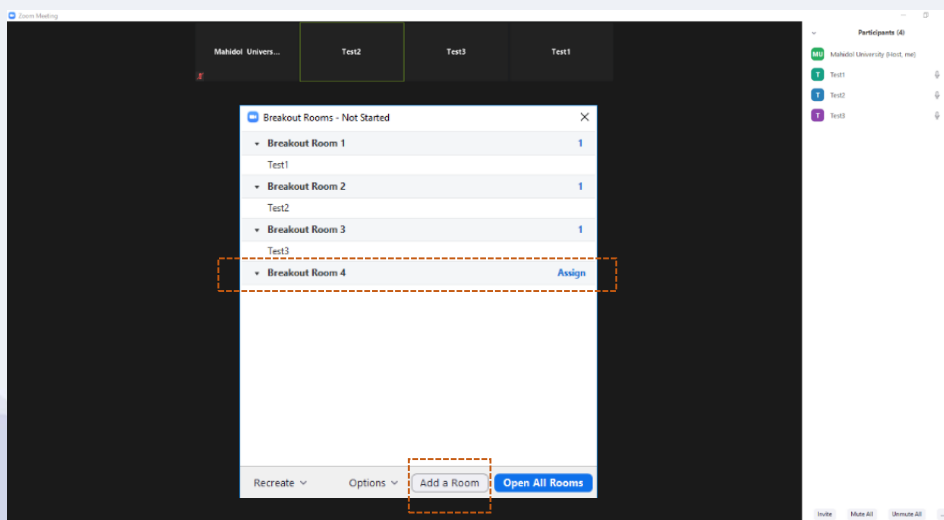 Zoom Meeting
Mahidol Univers...
Test2
Test3
Test1
Breakout Rooms - Not Started
Breakout Room 1 1
Test1
Breakout Room 2 1
Test2
Breakout Room 3 1
Test3
Breakout Room 4 Assign
Recreate Options Add a Room Open All Rooms
Participants (4)
MU Mahidol University (Host, me)
T Test1
T Test2
T Test3
Invite Mute All Unmute All ...